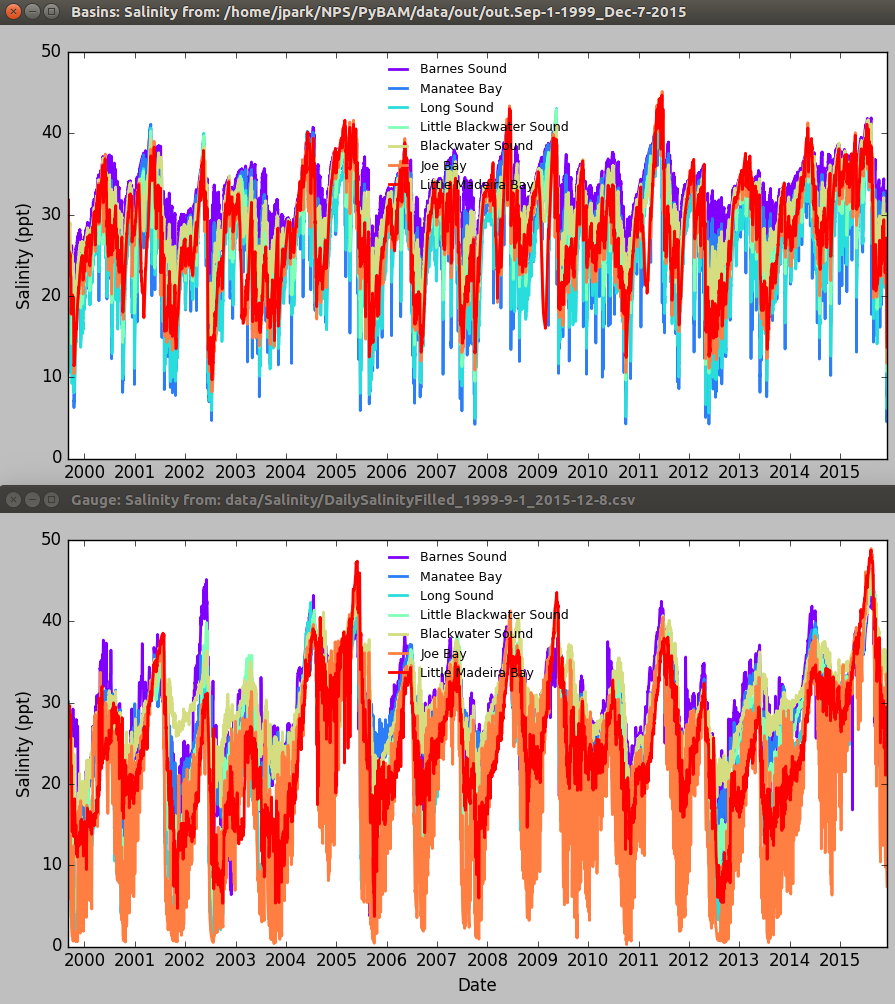 Basins: Salinity from: /home/jpark/NPS/PyBAM/data/out/out.Sep-1-1999_Dec-7-2015
50
40
30
20
10
0
Salinity (ppt)
Barnes Sound
Manatee Bay
Long Sound
Little Blackwater Sound
Blackwater Sound
Joe Bay
Little Madeira Bay
2000 2001 2002 2003 2004 2005 2006 2007 2008 2009 2010 2011 2012 2013 2014 2015
Gauge: Salinity from: data/Salinity/DailySalinityFilled_1999-9-1_2015-12-8.csv
50
40
30
20
10
0
Salinity (ppt)
Barnes Sound
Manatee Bay
Long Sound
Little Blackwater Sound
Blackwater Sound
Joe Bay
Little Madeira Bay
2000 2001 2002 2003 2004 2005 2006 2007 2008 2009 2010 2011 2012 2013 2014 2015
Date